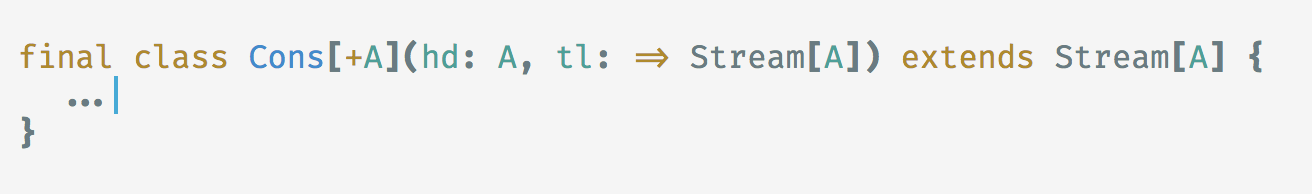 final class Cons[+A](hd: A, tl: => Stream[A]) extends Stream[A] {
...
}